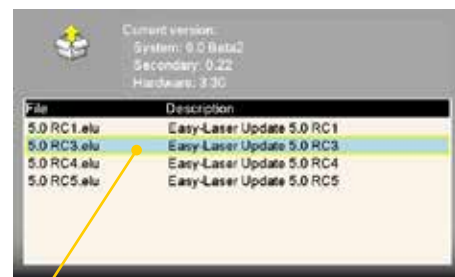 Current version:
System: 6.0 Beta2
Secondary: 0.22
Hardware: 3.30
File Description
5.0 RC1.elu Easy-Laser Update 5.0 RC1
5.0 RC3.elu Easy-Laser Update 5.0 RC3
5.0 RC4.elu Easy-Laser Update 5.0 RC4
5.0 RC5.elu Easy-Laser Update 5.0 RC5